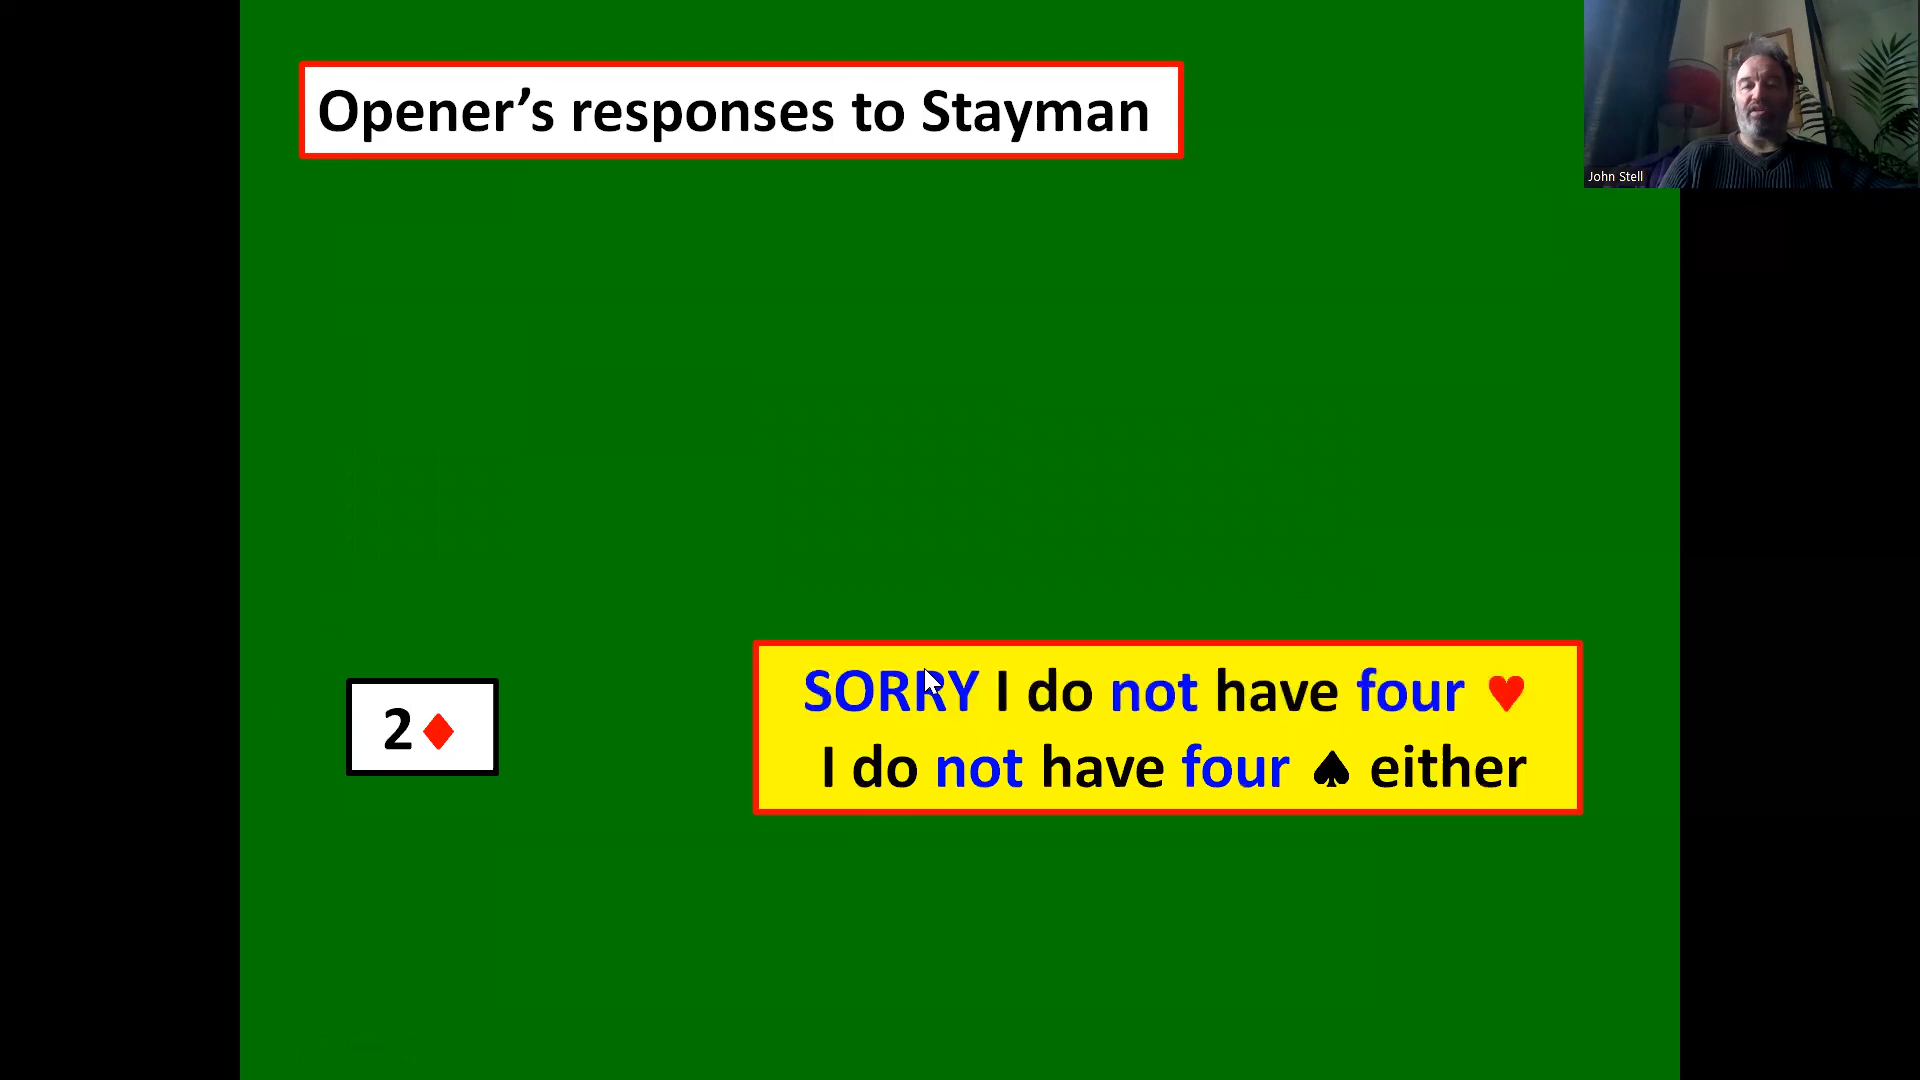 Opener’s responses to Stayman
John Stell
2♦
SORRY I do not have four ♥
I do not have four ♠ either